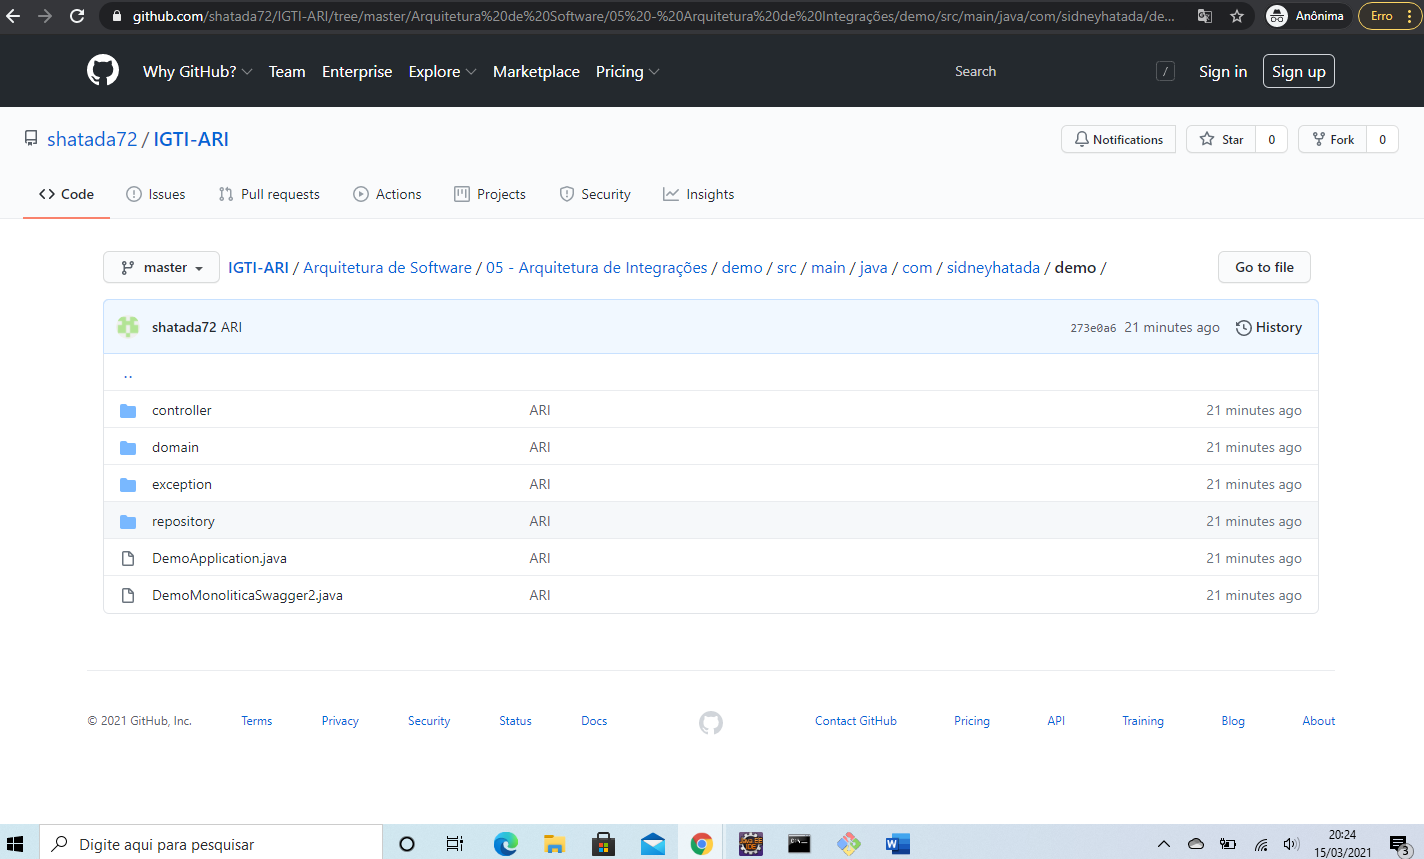 github.com/shatada72/IGTI-ARI/tree/master/Arquitetura%20de%20Software/05%20-%20Arquitetura%20de%20Integrações/demo/src/main/java/com/sidneyhatada/de...
Anônima
Erro
Why GitHub? Team Enterprise Explore Marketplace Pricing
Search /
Sign in Sign up
shatada72 / IGTI-ARI
Notifications Star 0 Fork 0
Code Issues Pull requests Actions Projects Security Insights
master IGTI-ARI / Arquitetura de Software / 05 - Arquitetura de Integrações / demo / src / main / java / com / sidneyhatada / demo / Go to file
shatada72 ARI 273e0a6 21 minutes ago History
..
controller ARI 21 minutes ago
domain ARI 21 minutes ago
exception ARI 21 minutes ago
repository ARI 21 minutes ago
DemoApplication.java ARI 21 minutes ago
DemoMonoliticaSwagger2.java ARI 21 minutes ago
© 2021 GitHub, Inc. Terms Privacy Security Status Docs Contact GitHub Pricing API Training Blog About
Digite aqui para pesquisar
20:24
15/03/2021
3